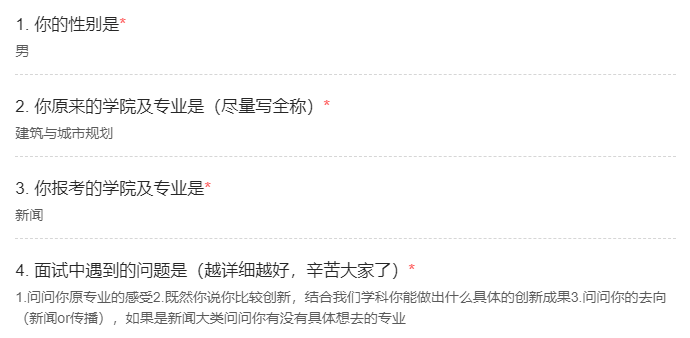 1. 你的性别是*
男
2. 你原来的学院及专业是（尽量写全称）*
建筑与城市规划
3. 你报考的学院及专业是*
新闻
4. 面试中遇到的问题是（越详细越好，辛苦大家了）*
1.问问你原专业的感受2.既然你说你比较创新，结合我们学科你能做出什么具体的创新成果3.问问你的去向
（新闻or传播），如果是新闻大类问问你有没有具体想去的专业